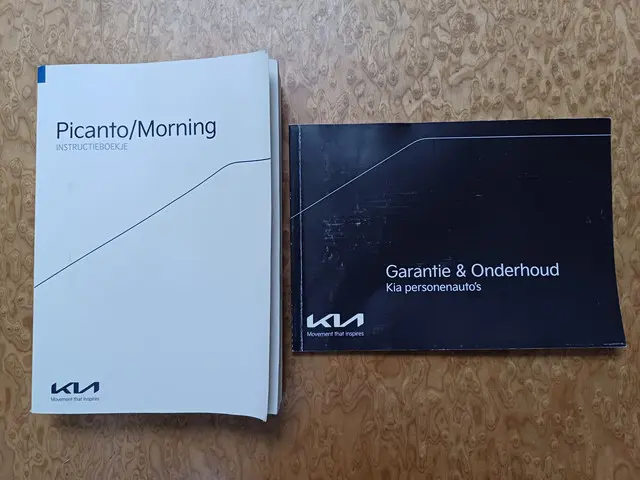 Picanto/Morning
INSTRUCTIEBOEKJE
KIA
Movement that inspires
Garantie & Onderhoud
Kia personenauto's
KIA
Movement that inspires